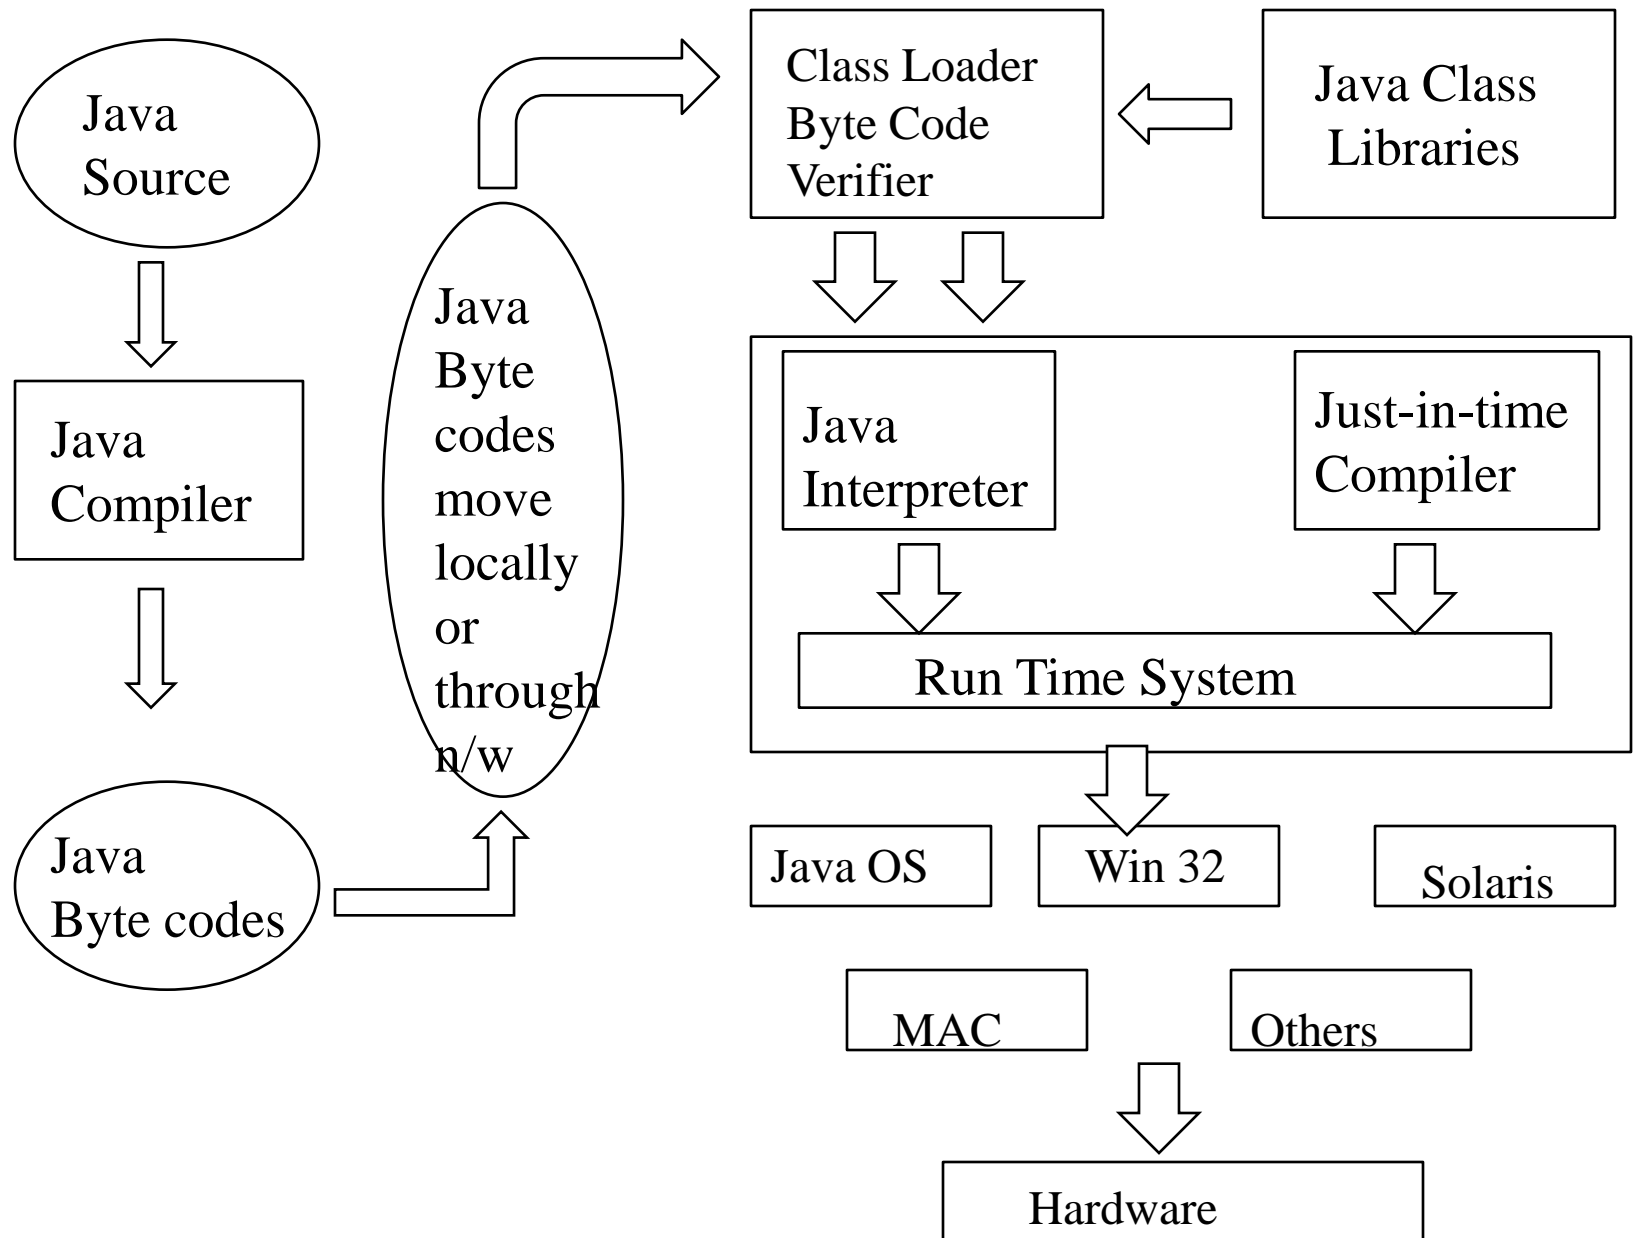 Java
Source
Java
Compiler
Java
Byte codes
Java
Byte
codes
move
locally
or
through
n/w
Class Loader
Byte Code
Verifier
Java Class
Libraries
Java
Interpreter
Just-in-time
Compiler
Run Time System
Java OS
Win 32
Solaris
MAC
Others
Hardware